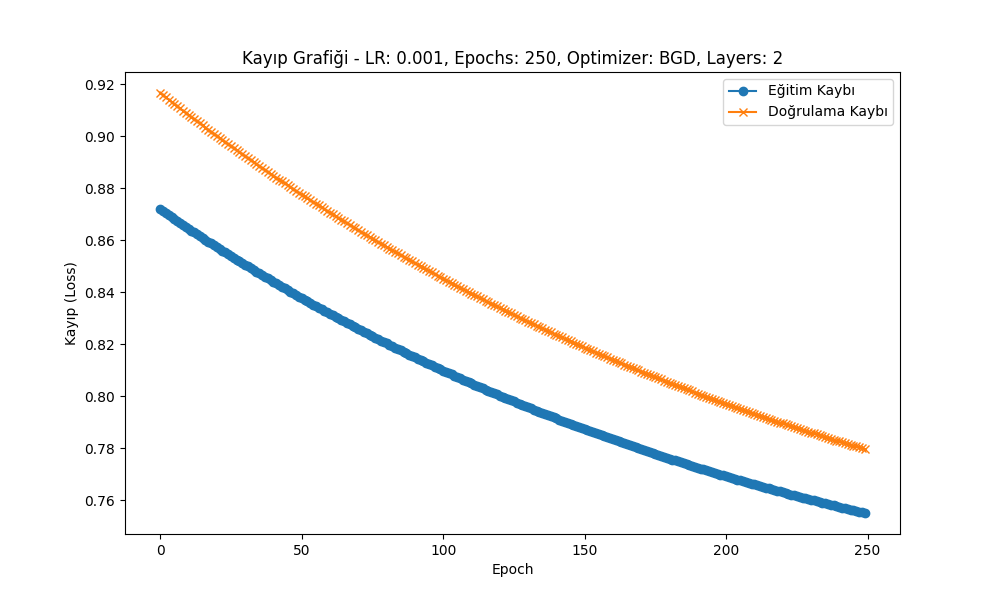 Kayıp Grafiği - LR: 0.001, Epochs: 250, Optimizer: BGD, Layers: 2
Eğitim Kaybı
Doğrulama Kaybı
Kayıp (Loss)
0.92
0.90
0.88
0.86
0.84
0.82
0.80
0.78
0.76
0 50 100 150 200 250
Epoch